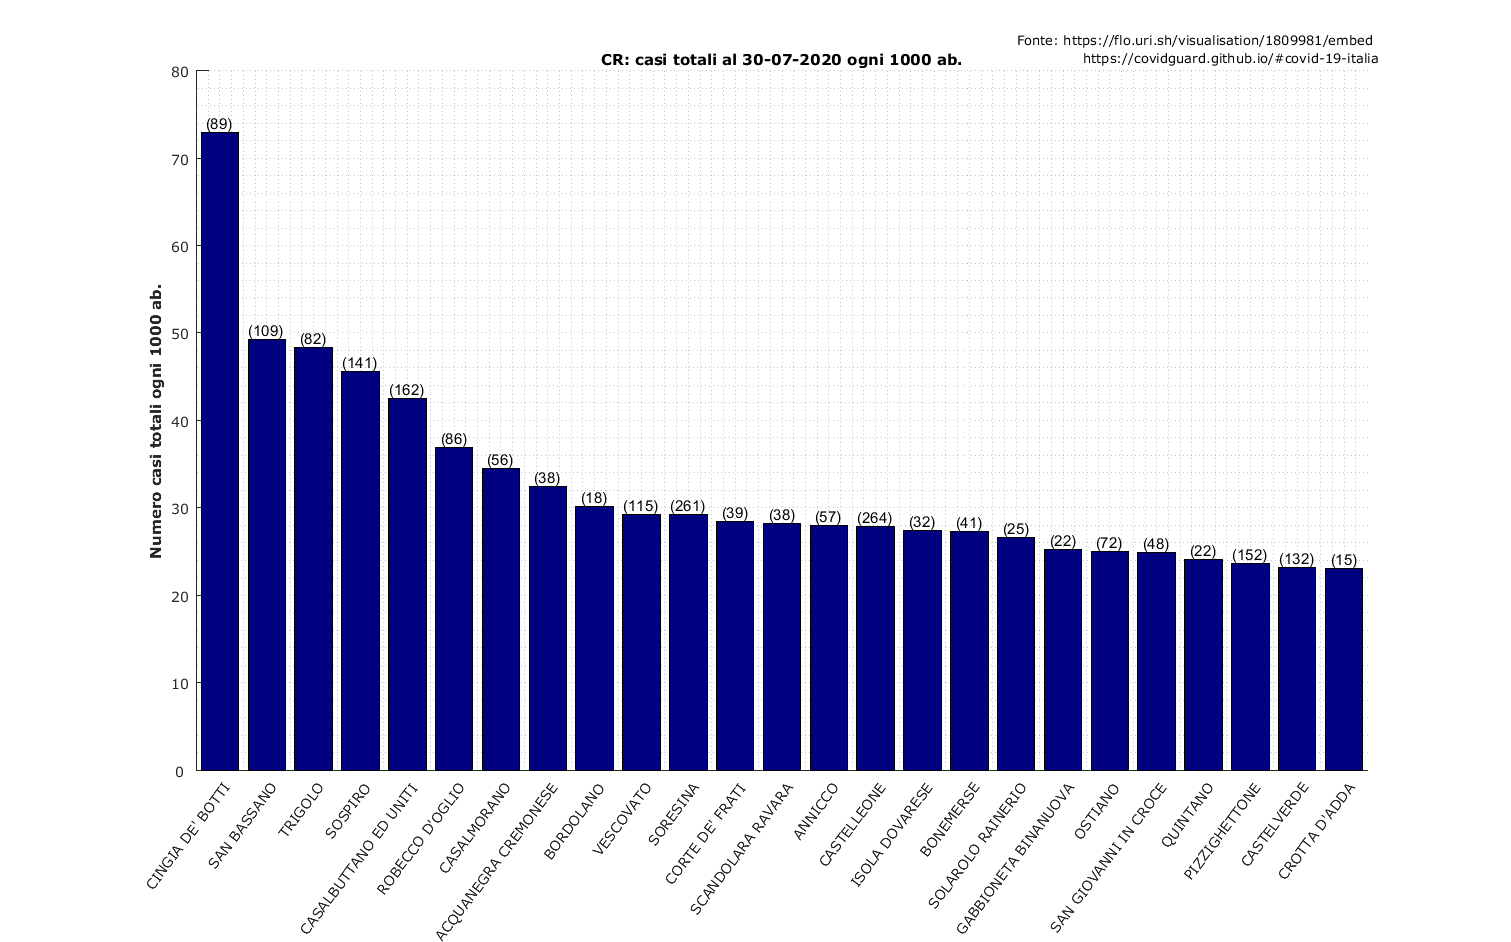 Fonte: https://flo.uri.sh/visualisation/1809981/embed
https://covidguard.github.io/#covid-19-italia
CR: casi totali al 30-07-2020 ogni 1000 ab.
Numero casi totali ogni 1000 ab.
80
70
60
50
40
30
20
10
0
(89)
(109)
(82)
(141)
(162)
(86)
(56)
(38)
(18)
(115)
(261)
(39)
(38)
(57)
(264)
(32)
(41)
(25)
(22)
(72)
(48)
(22)
(152)
(132)
(15)
CINGIA DE' BOTTI
SAN BASSANO
TRIGOLO
SOSPIRO
CASALBUTTANO ED UNITI
ROBECCO D'OGLIO
CASALMORANO
ACQUANEGRA CREMONESE
BORDOLANO
VESCOVATO
SORESINA
CORTE DE' FRATI
SCANDOLARA RAVARA
ANNICCO
CASTELLEONE
ISOLA DOVARESE
BONEMERSE
SOLAROLO RAINERIO
GABBIONETA BINANUOVA
OSTIANO
SAN GIOVANNI IN CROCE
QUINTANO
PIZZIGHETTONE
CASTELVERDE
CROTTA D'ADDA